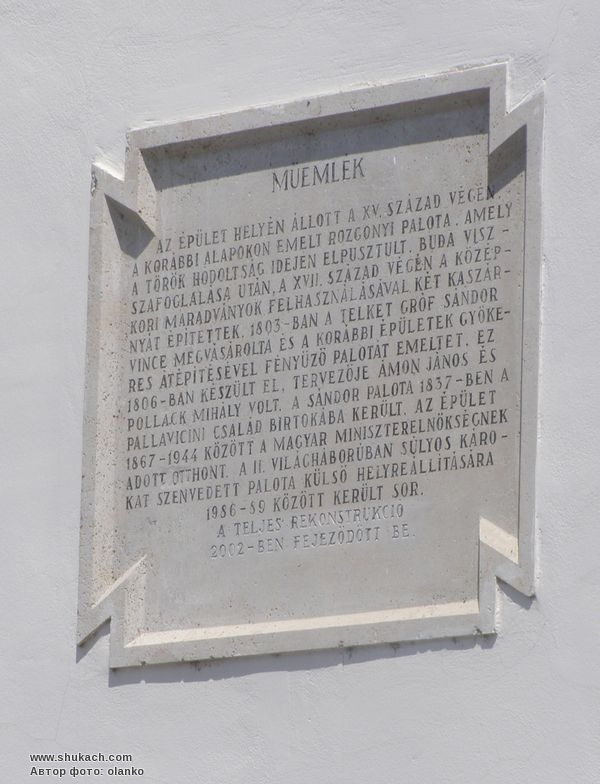 MŰEMLÉK
AZ ÉPÜLET HELYÉN ÁLLOTT A XV. SZÁZAD VÉGÉN,
A KORÁBBI ALAPOKON EMELT ROZGONYI PALOTA, AMELY
A TÖRÖK HODOLTSÁG IDEJÉN ELPUSZTULT. BUDA VISZ-
SZAFOGLALÁSA UTÁN, A XVII. SZÁZAD VÉGÉN A KÖZÉP-
KORI MARADVÁNYOK FELHASZNÁLÁSÁVAL KÉT KASZÁR-
NYÁT ÉPÍTETTEK. 1803-BAN A TELKET GRÓF SÁNDOR
VINCE MEGVÁSÁROLTA ÉS A KORÁBBI ÉPÜLETEK GYÖKE-
RES ÁTÉPÍTÉSÉVEL FÉNYŰZŐ PALOTÁT EMELTET. EZ
1806-BAN KÉSZÜLT EL, TERVEZŐJE ÁMON JÁNOS ÉS
POLLACK MIHÁLY VOLT. A SÁNDOR PALOTA 1837-BEN A
PALLAVICINI CSALÁD BIRTOKÁBA KERÜLT. AZ ÉPÜLET
1867-1944 KÖZÖTT A MAGYAR MINISZTERELNÖKSÉGNEK
ADOTT OTTHONT. A II. VILÁGHÁBORÚBAN SÚLYOS KÁRO-
KAT SZENVEDETT PALOTA KÜLSŐ HELYREÁLLÍTÁSÁRA
1986-89 KÖZÖTT KERÜLT SOR.
A TELJES REKONSTRUKCIÓ
2002-BEN FEJEZŐDÖTT BE.
www.shukach.com
Автор фото: olanko